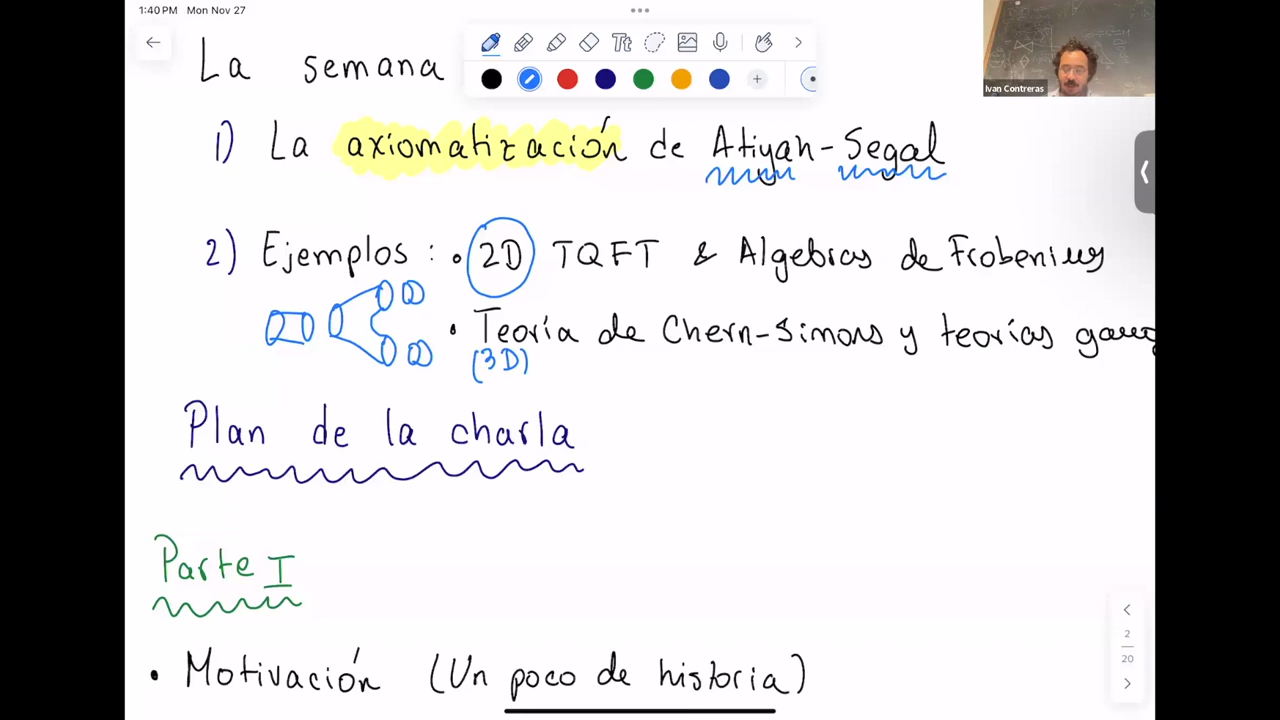 1:40 PM Mon Nov 27
La semana
Tt
Ivan Contreras
1) La axiomatización de Atiyah-Segal
2) Ejemplos: • 2D TQFT & Algebras de Frobenius
• Teoría de Chern-Simons y teorías gauge
(3D)
Plan de la charla
Parte I
• Motivación (Un poco de historia)
2
20